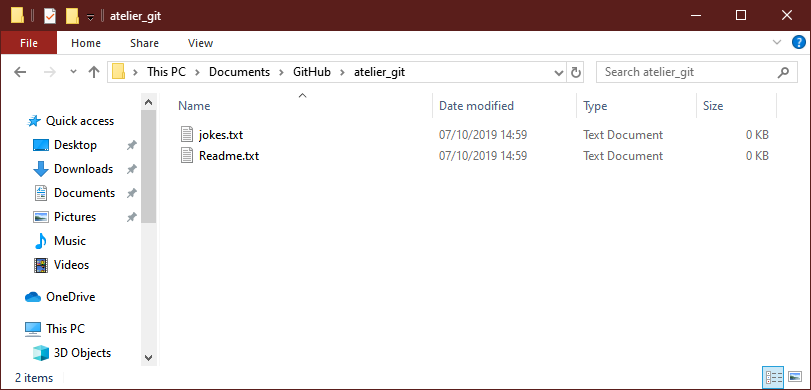 atelier_git
File Home Share View
This PC > Documents > GitHub > atelier_git
Search atelier_git
Name Date modified Type Size
Quick access
Desktop
Downloads
Documents
Pictures
Music
Videos
OneDrive
This PC
3D Objects
jokes.txt 07/10/2019 14:59 Text Document 0 KB
Readme.txt 07/10/2019 14:59 Text Document 0 KB
2 items